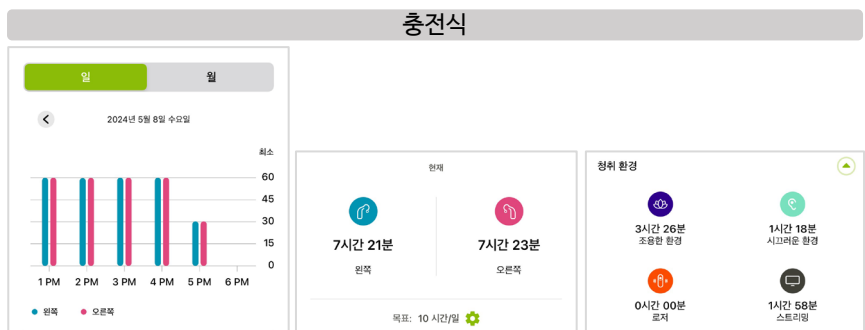 충전식
일 월
2024년 5월 8일 수요일
최소
60
45
30
15
0
1 PM 2 PM 3 PM 4 PM 5 PM 6 PM
왼쪽 오른쪽
현재
7시간 21분 7시간 23분
왼쪽 오른쪽
목표: 10 시간/일
청취 환경
3시간 26분 1시간 18분
조용한 환경 시끄러운 환경
0시간 00분 1시간 58분
로저 스트리밍